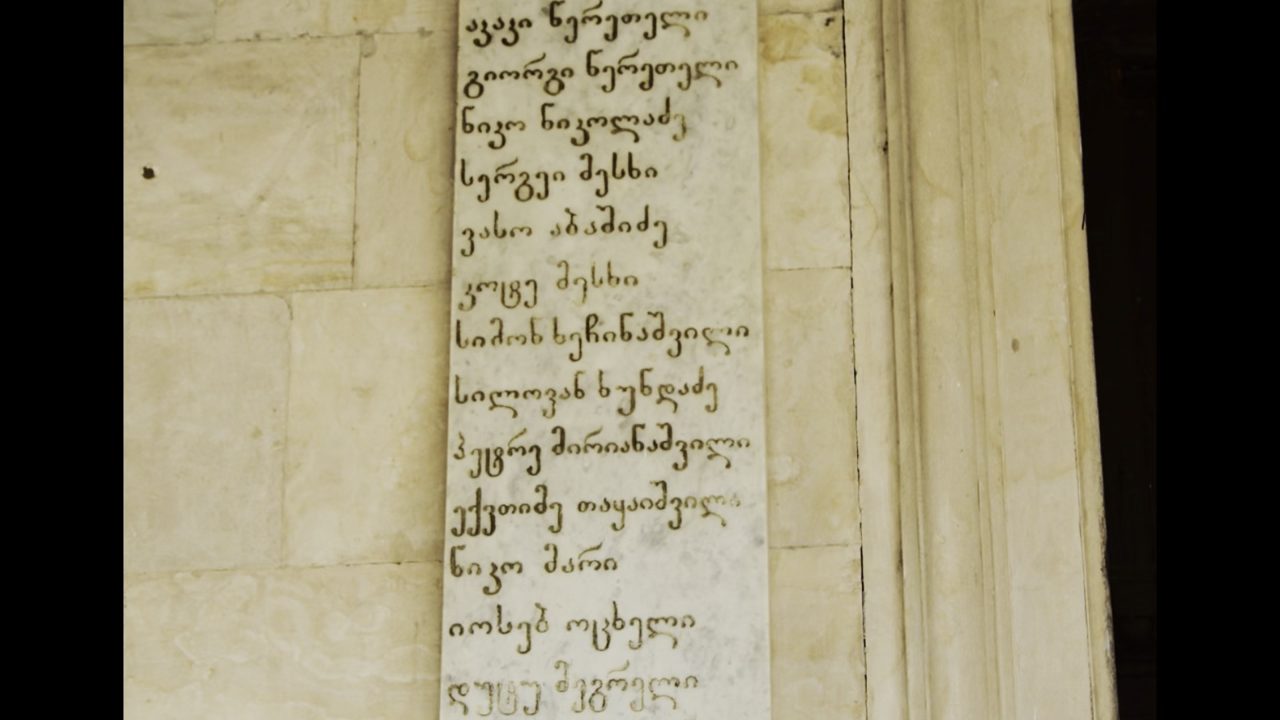 აკაკი წერეთელი
გიორგი წერეთელი
ნიკო ნიკოლაძე
სერგეი მესხი
ვასო აბაშიძე
კოტე მესხი
სიმონ ხეჩინაშვილი
სილოვან ხუნდაძე
პეტრე მირიანაშვილი
ექვთიმე თაყაიშვილი
ნიკო მარი
იოსებ ოცხელი
დუტუ მეგრელი